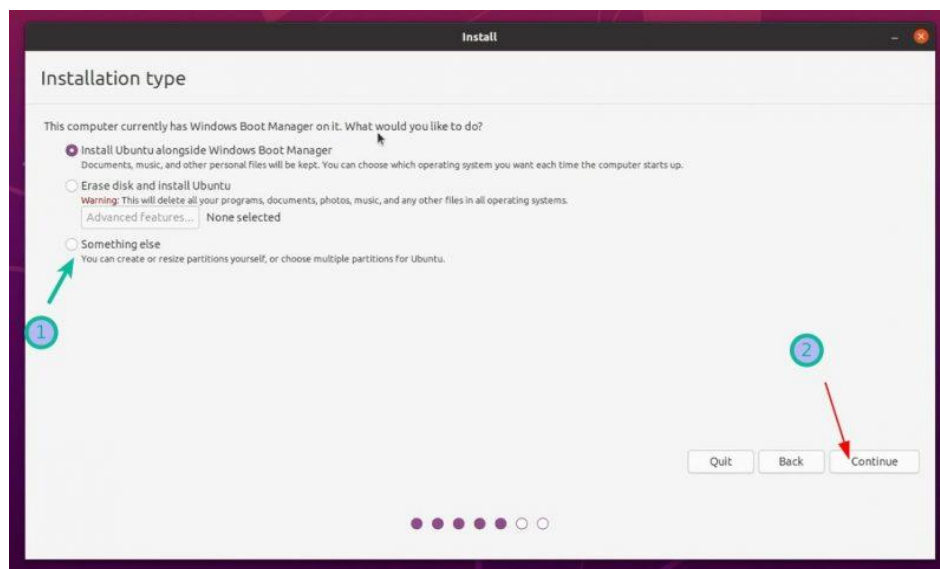 Install
Installation type
This computer currently has Windows Boot Manager on it. What would you like to do?
Install Ubuntu alongside Windows Boot Manager
Documents, music, and other personal files will be kept. You can choose which operating system you want each time the computer starts up.
Erase disk and install Ubuntu
Warning: This will delete all your programs, documents, photos, music, and any other files in all operating systems.
Advanced features... None selected
Something else
You can create or resize partitions yourself, or choose multiple partitions for Ubuntu.
1
2
Quit Back Continue